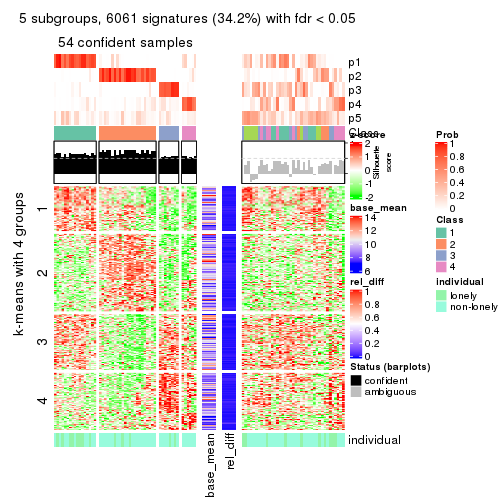 5 subgroups, 6061 signatures (34.2%) with fdr < 0.05
54 confident samples
p1
p2
p3
p4
p5
Class
Silhouette
score
k-means with 4 groups
1
2
3
4
base_mean
rel_diff
individual
z-score
2
1
0
-1
-2
base_mean
14
12
10
8
6
rel_diff
1
0.8
0.6
0.4
0.2
0
Status (barplots)
confident
ambiguous
Prob
1
0.8
0.6
0.4
0.2
0
Class
1
2
3
4
individual
lonely
non-lonely